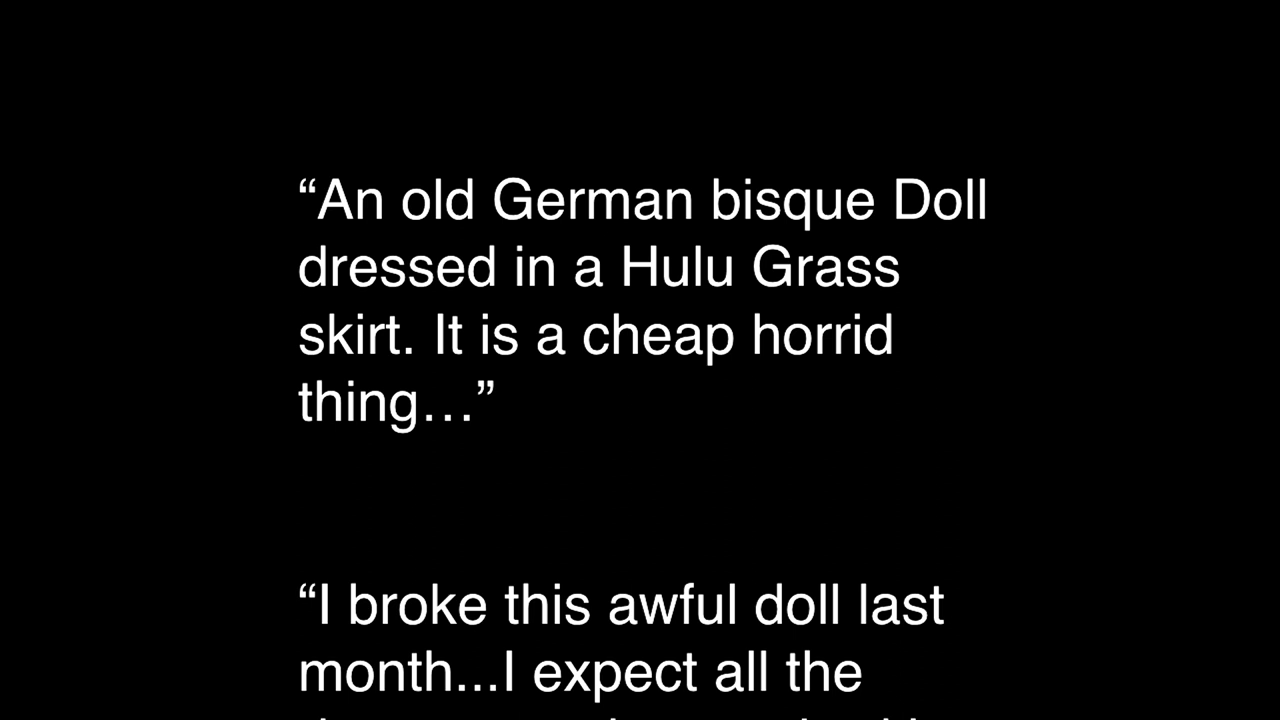 “An old German bisque Doll
dressed in a Hulu Grass
skirt. It is a cheap horrid
thing…”
“I broke this awful doll last
month...I expect all the